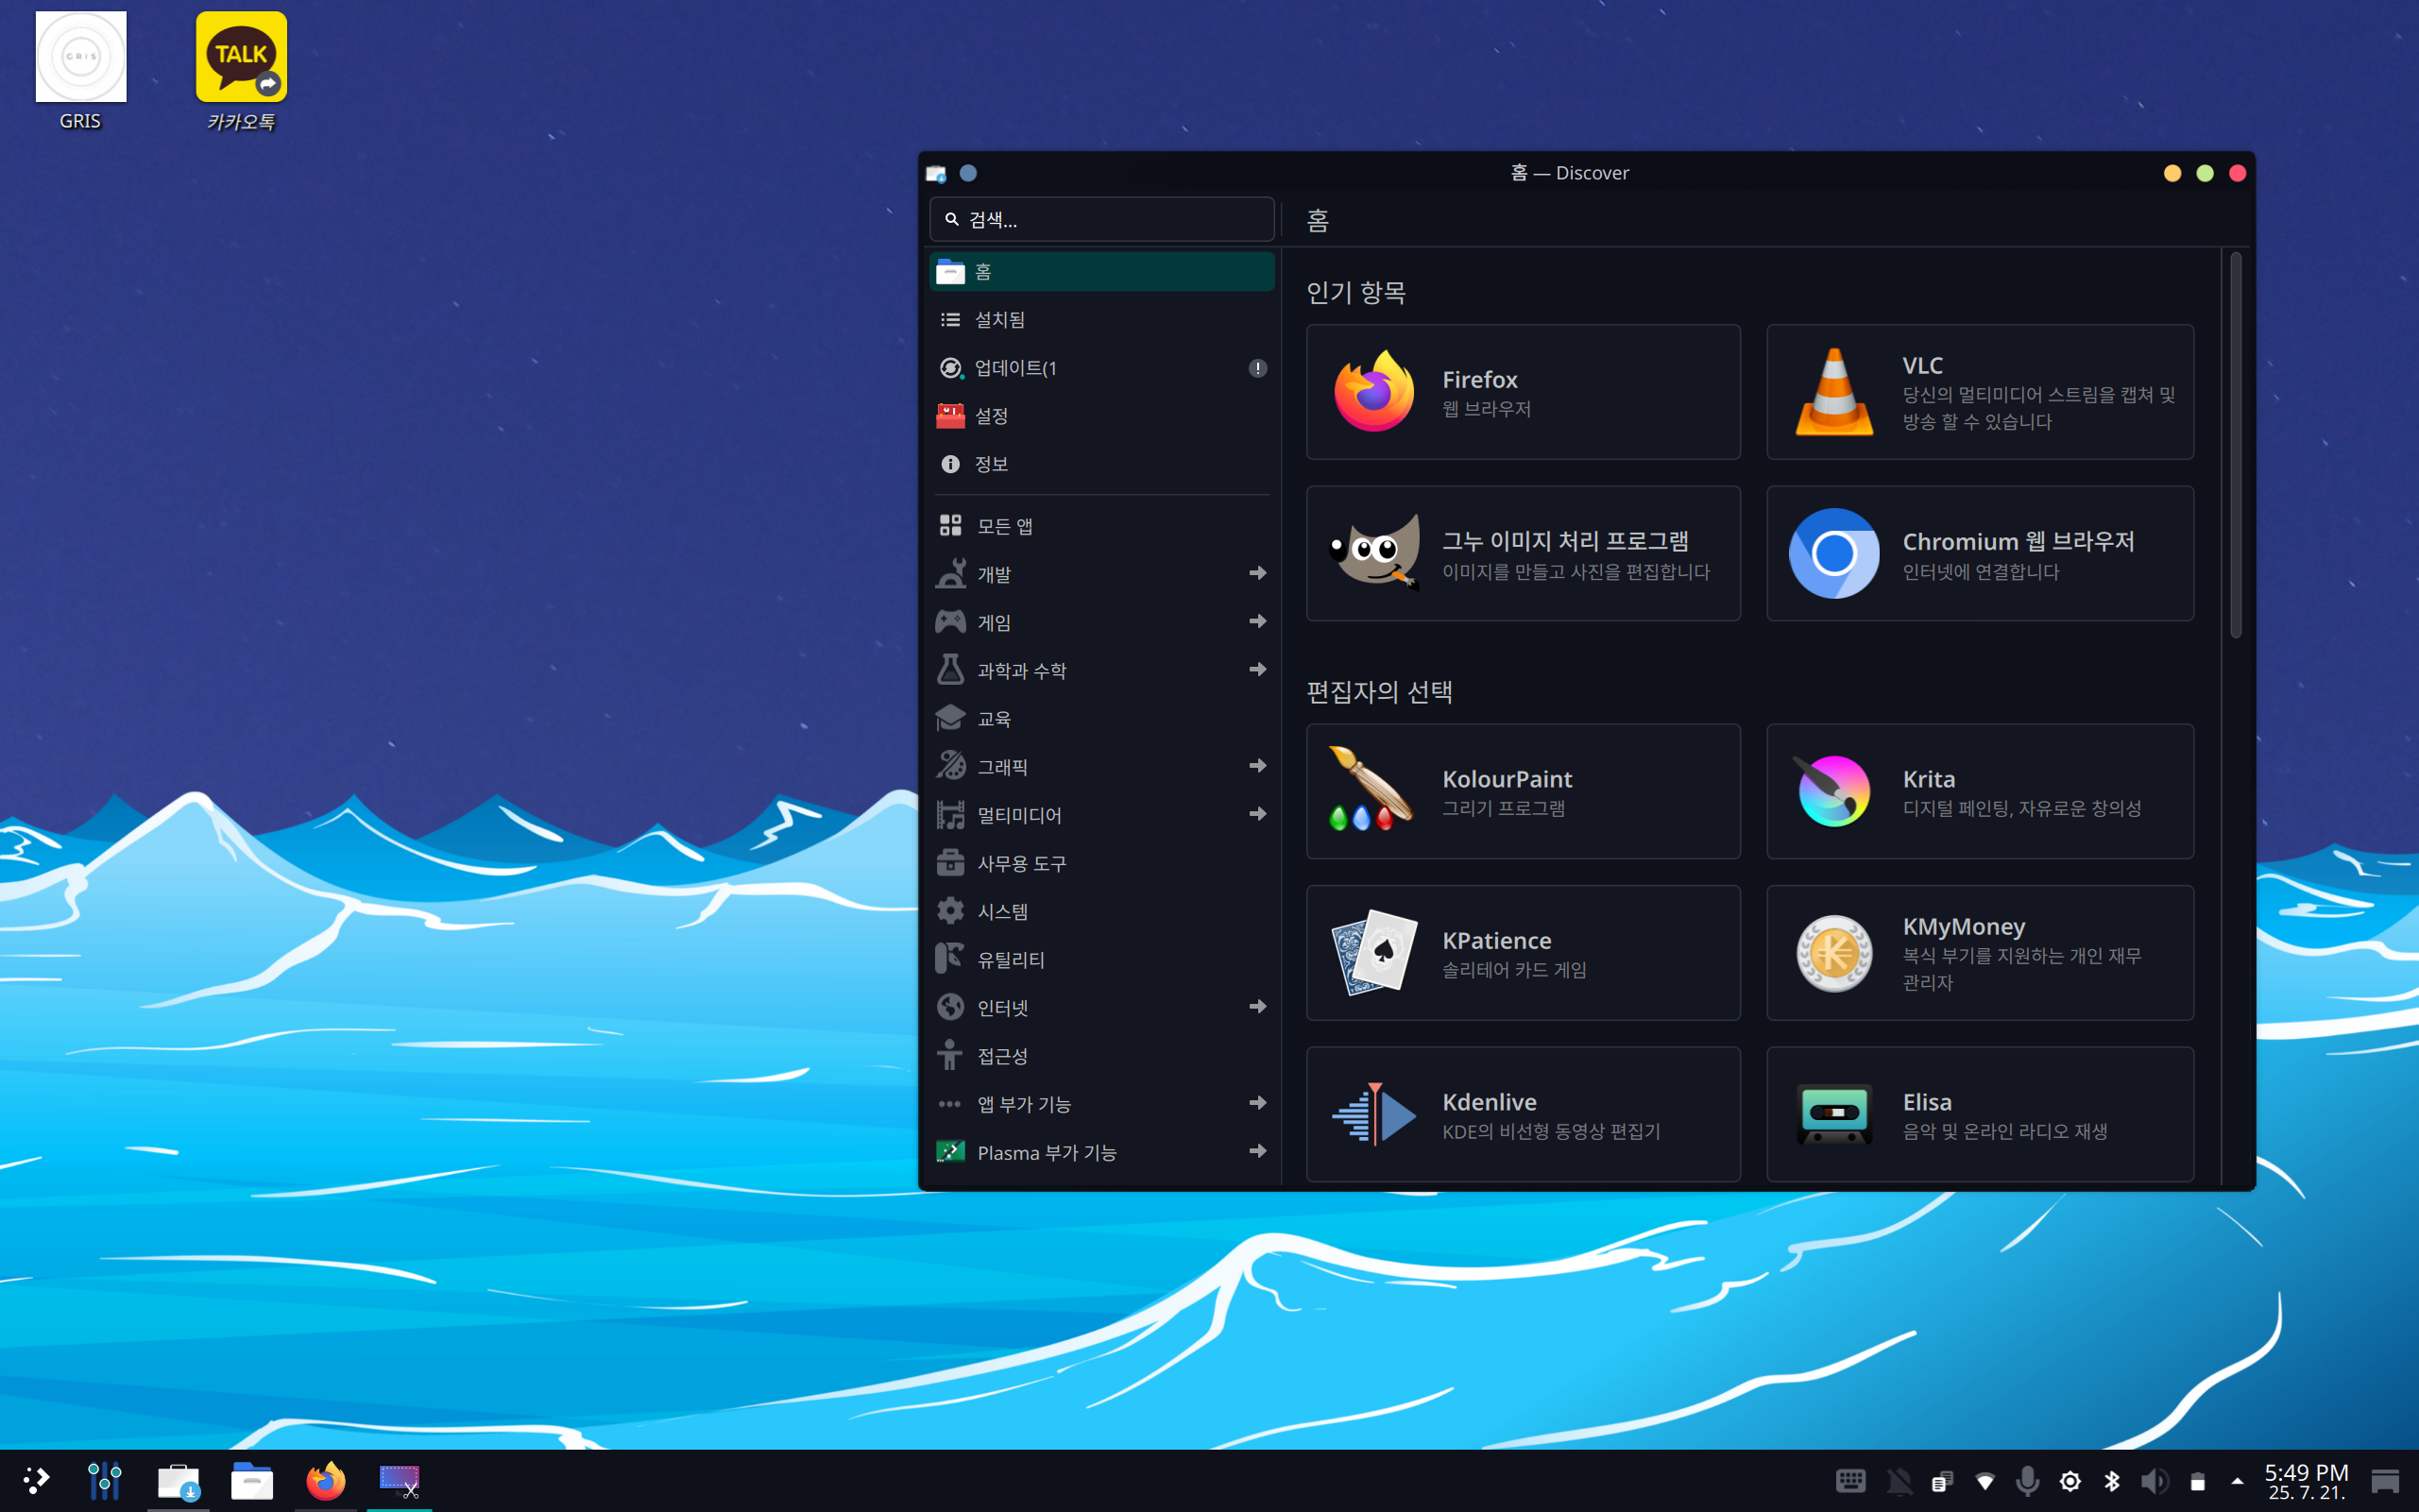 GRIS
GRIS
TALK
카카오톡
홈 — Discover
검색...
홈
홈
설치됨
업데이트(1
설정
정보
모든 앱
개발
게임
과학과 수학
교육
그래픽
멀티미디어
사무용 도구
시스템
유틸리티
인터넷
접근성
앱 부가 기능
Plasma 부가 기능
인기 항목
Firefox
웹 브라우저
VLC
당신의 멀티미디어 스트림을 캡쳐 및
방송 할 수 있습니다
그누 이미지 처리 프로그램
이미지를 만들고 사진을 편집합니다
Chromium 웹 브라우저
인터넷에 연결합니다
편집자의 선택
KolourPaint
그리기 프로그램
Krita
디지털 페인팅, 자유로운 창의성
KPatience
솔리테어 카드 게임
KMyMoney
복식 부기를 지원하는 개인 재무
관리자
Kdenlive
KDE의 비선형 동영상 편집기
Elisa
음악 및 온라인 라디오 재생
5:49 PM
25. 7. 21.